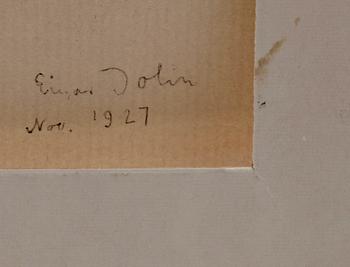 Einar Jolin
Nov. 1927